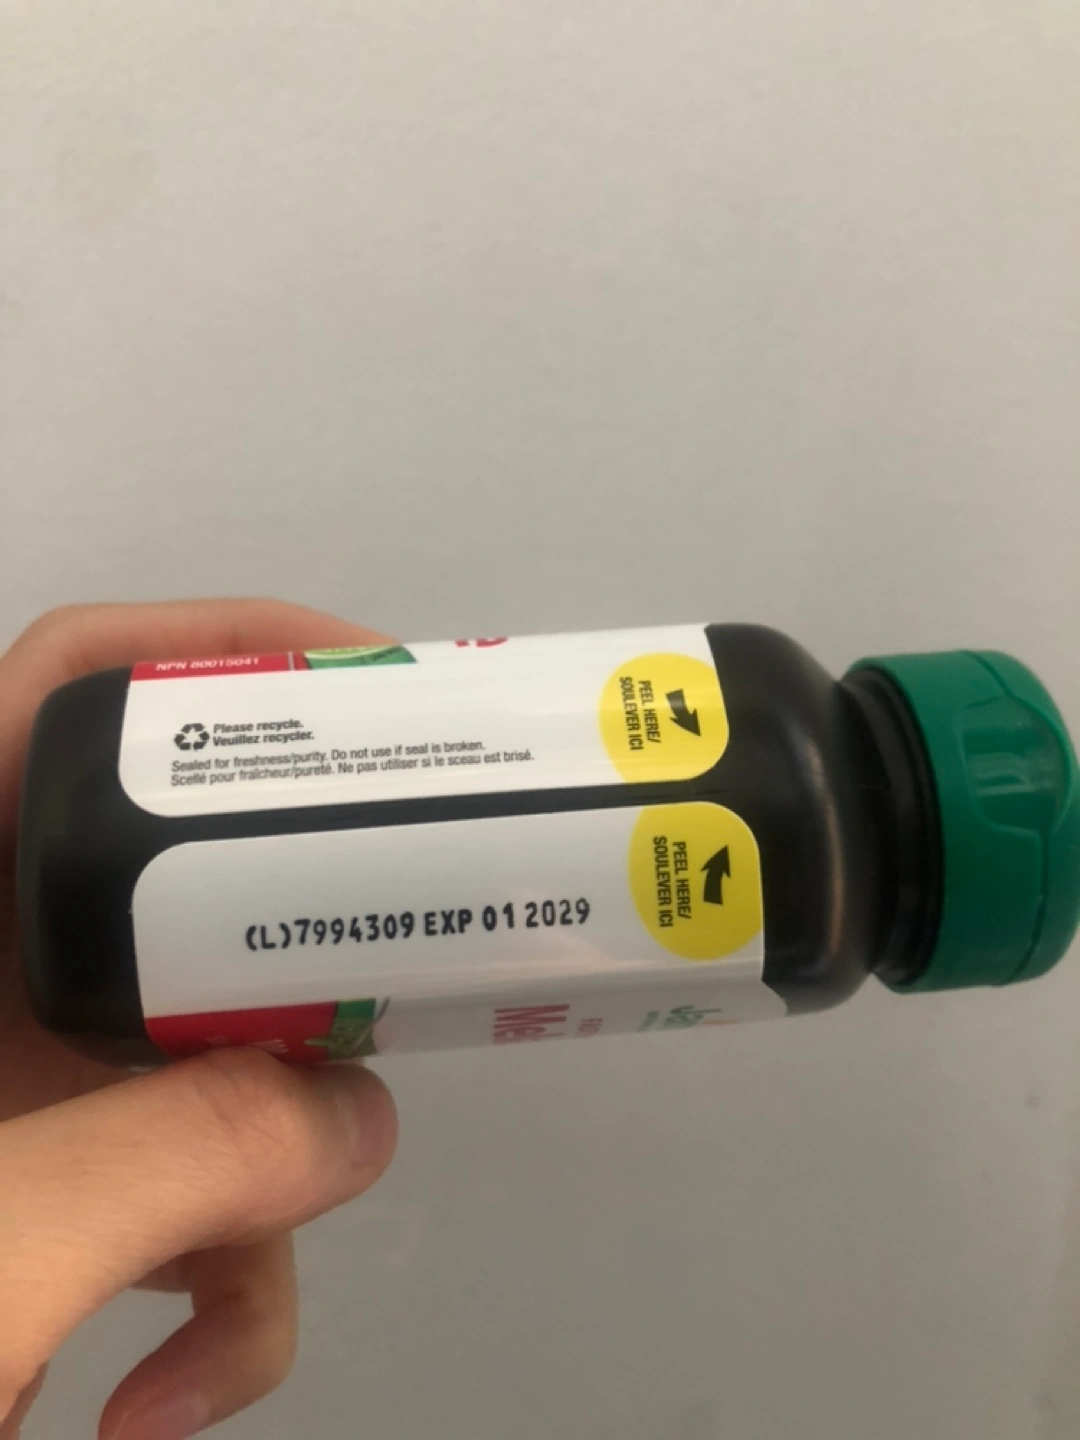 NPN 80015041
Please recycle.
Veuillez recycler.
Sealed for freshness/purity. Do not use if seal is broken.
Scellé pour fraîcheur/pureté. Ne pas utiliser si le sceau est brisé.
PEEL HERE/
SOULEVER ICI
PEEL HERE/
SOULEVER ICI
(L)7994309 EXP 01 2029